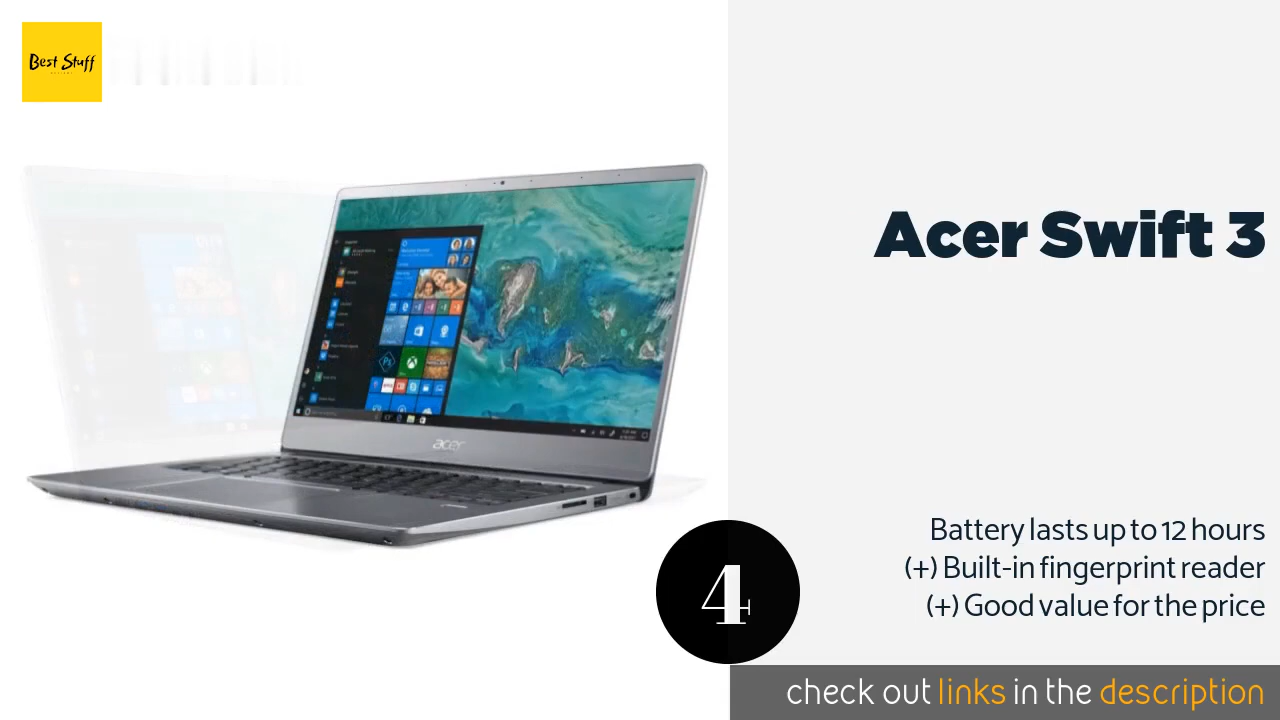 Best Stuff
Acer Swift 3
acer
4
Battery lasts up to 12 hours
(+) Built-in fingerprint reader
(+) Good value for the price
check out links in the description